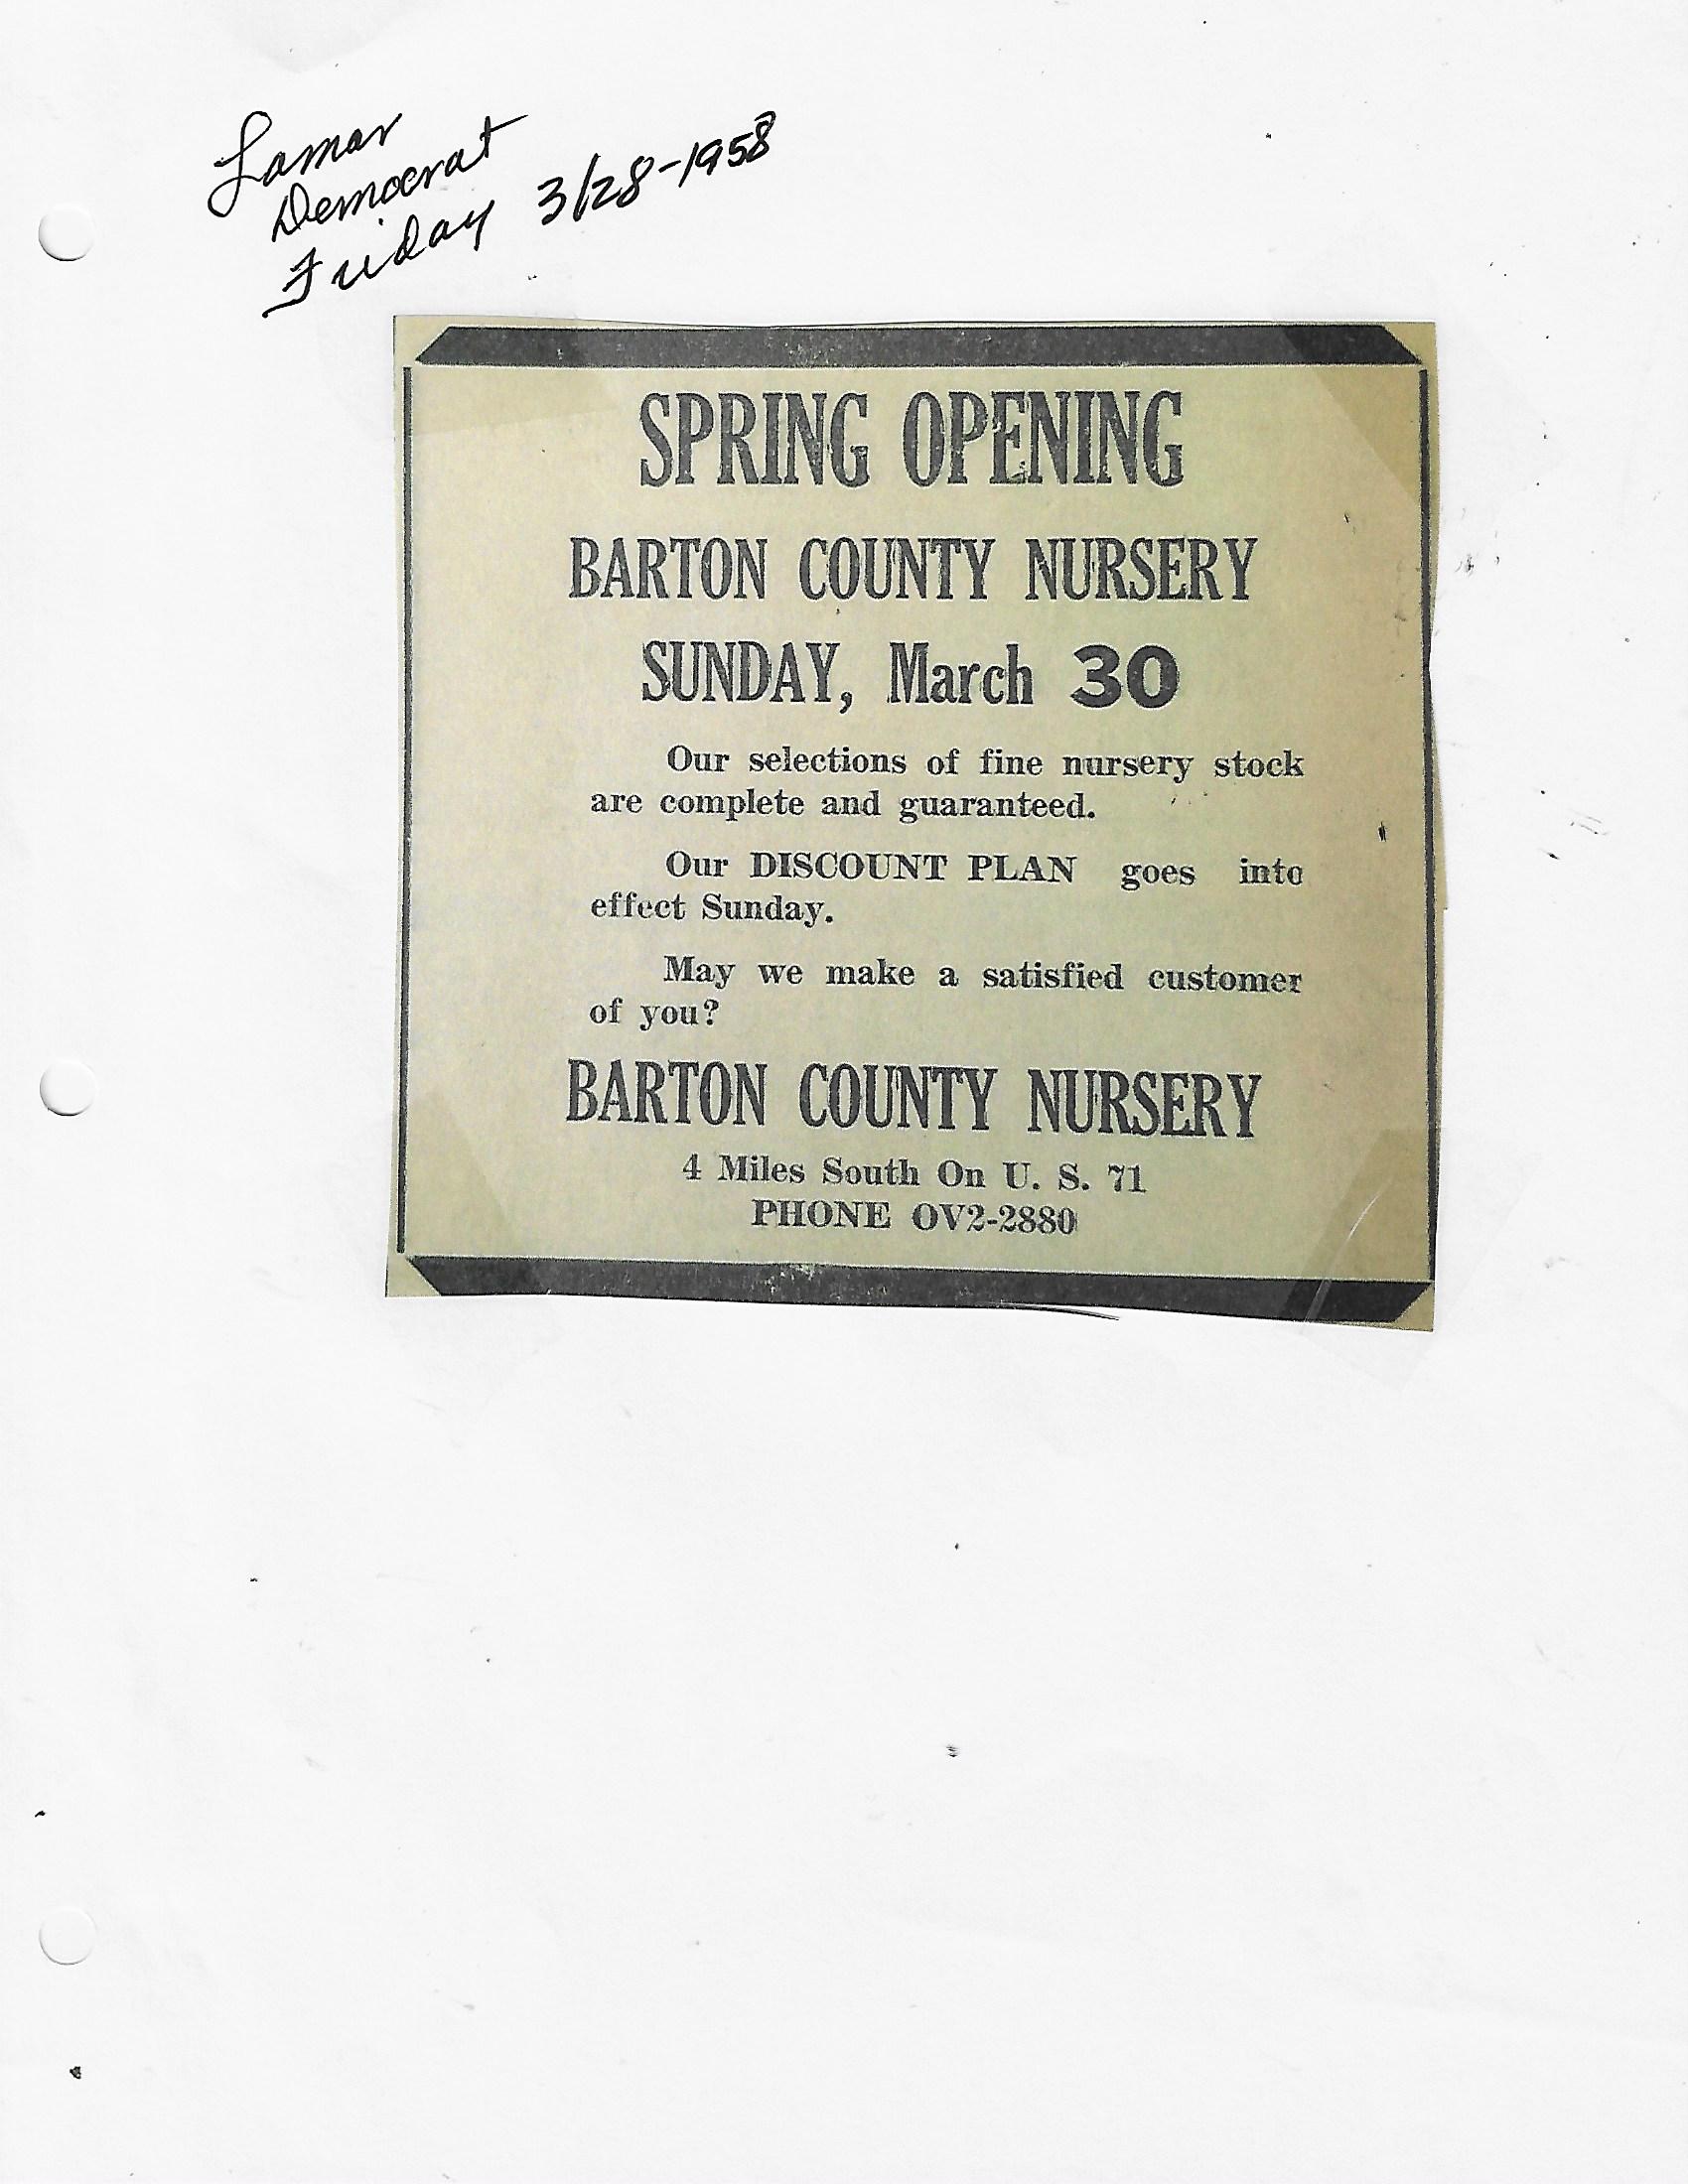 Lamar
Democrat
Friday 3/28-1958
SPRING OPENING
BARTON COUNTY NURSERY
SUNDAY, March 30
Our selections of fine nursery stock
are complete and guaranteed.
Our DISCOUNT PLAN goes into
effect Sunday.
May we make a satisfied customer
of you?
BARTON COUNTY NURSERY
4 Miles South On U. S. 71
PHONE OV2-2880